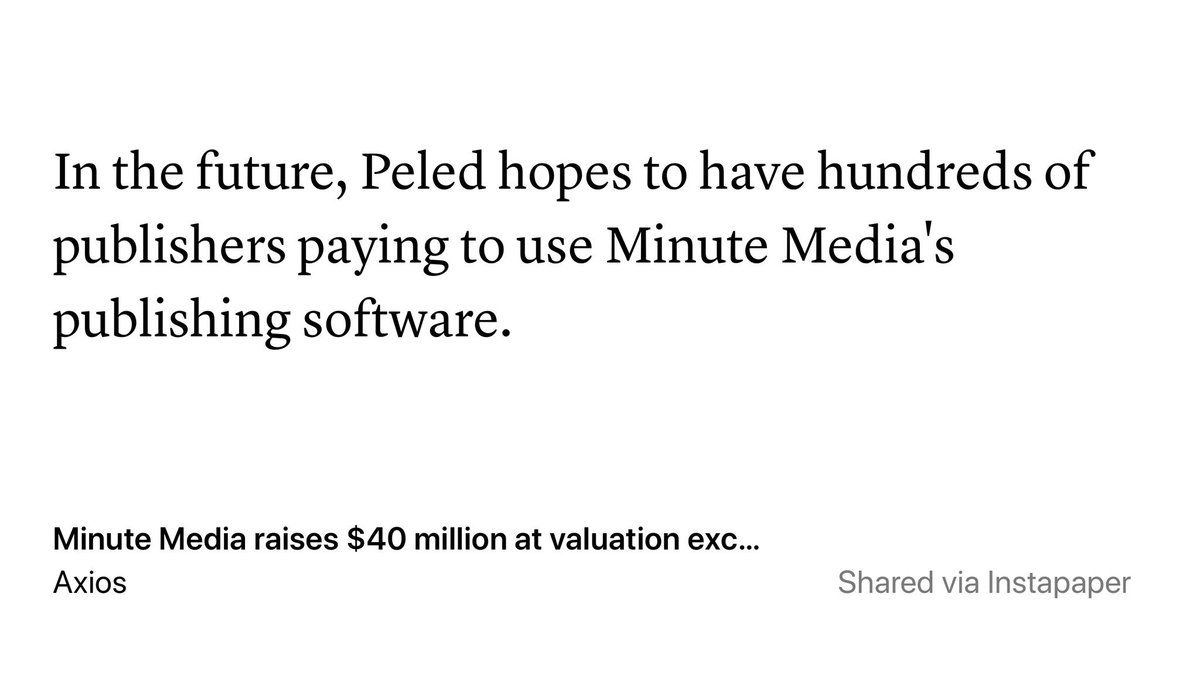 In the future, Peled hopes to have hundreds of
publishers paying to use Minute Media's
publishing software.
Minute Media raises $40 million at valuation exc...
Axios
Shared via Instapaper